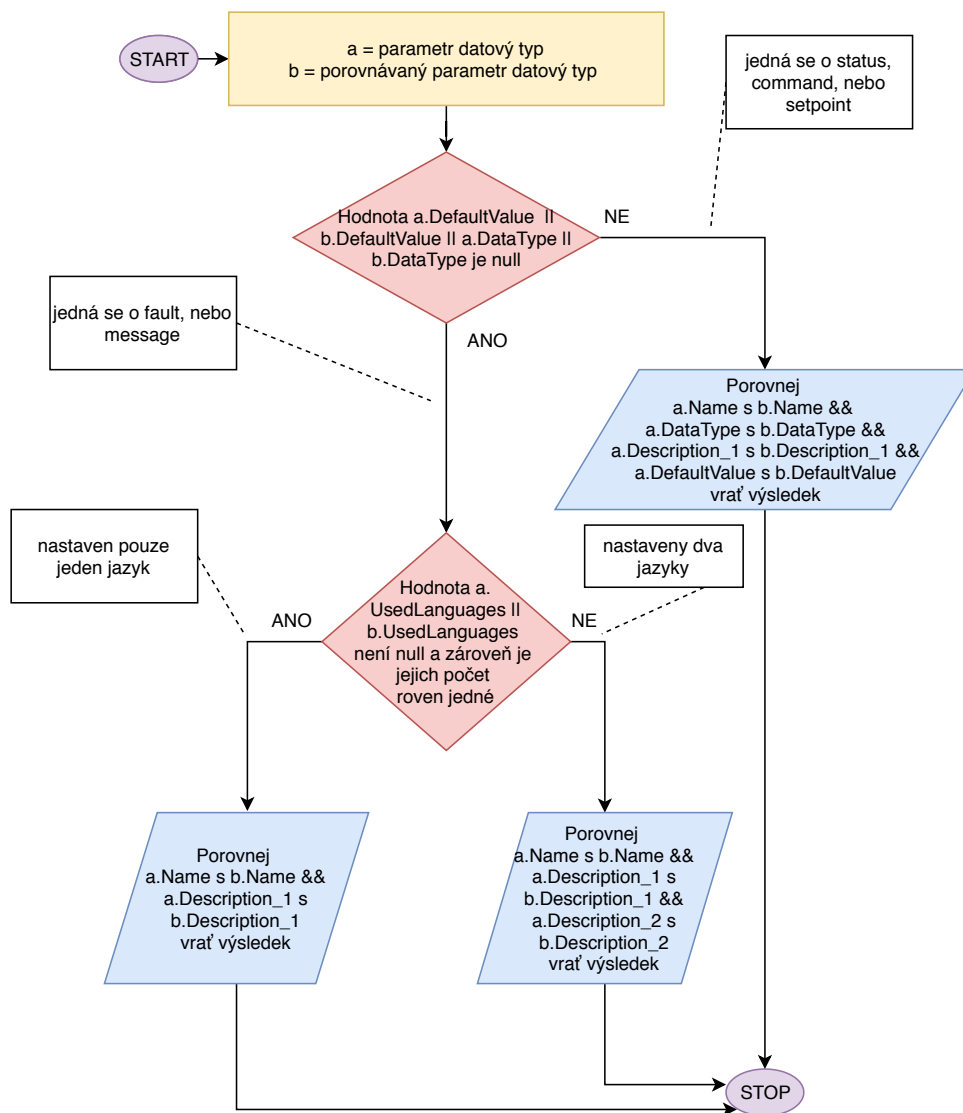 START
a = parametr datový typ
b = porovnávaný parametr datový typ
jedná se o status,
command, nebo
setpoint
Hodnota a.DefaultValue ||
b.DefaultValue || a.DataType ||
b.DataType je null
NE
jedná se o fault, nebo
message
ANO
Porovnej
a.Name s b.Name &&
a.DataType s b.DataType &&
a.Description_1 s b.Description_1 &&
a.DefaultValue s b.DefaultValue
vrať výsledek
nastaven pouze
jeden jazyk
nastaveny dva
jazyky
Hodnota a.
UsedLanguages ||
b.UsedLanguages
není null a zároveň je
jejich počet
roven jedné
ANO
NE
Porovnej
a.Name s b.Name &&
a.Description_1 s
b.Description_1
vrať výsledek
Porovnej
a.Name s b.Name &&
a.Description_1 s
b.Description_1 &&
a.Description_2 s
b.Description_2
vrať výsledek
STOP